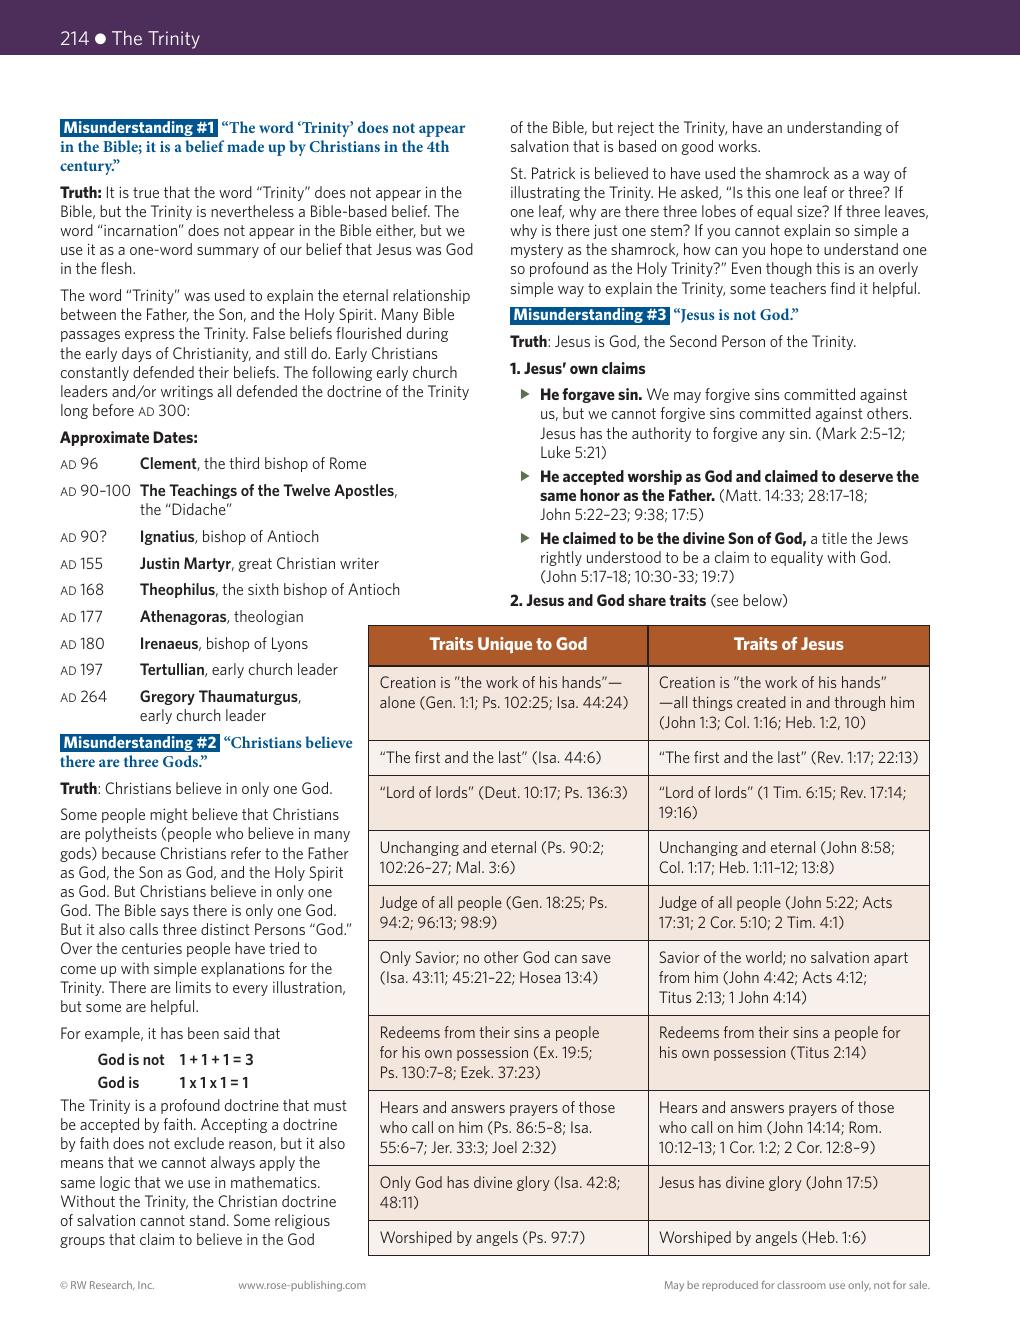 214 ● The Trinity
Misunderstanding #1 “The word ‘Trinity’ does not appear
in the Bible; it is a belief made up by Christians in the 4th
century.”
Truth: It is true that the word “Trinity” does not appear in the
Bible, but the Trinity is nevertheless a Bible-based belief. The
word “incarnation” does not appear in the Bible either, but we
use it as a one-word summary of our belief that Jesus was God
in the flesh.
The word “Trinity” was used to explain the eternal relationship
between the Father, the Son, and the Holy Spirit. Many Bible
passages express the Trinity. False beliefs flourished during
the early days of Christianity, and still do. Early Christians
constantly defended their beliefs. The following early church
leaders and/or writings all defended the doctrine of the Trinity
long before AD 300:
Approximate Dates:
AD 96 Clement, the third bishop of Rome
AD 90–100 The Teachings of the Twelve Apostles,
the “Didache”
AD 90? Ignatius, bishop of Antioch
AD 155 Justin Martyr, great Christian writer
AD 168 Theophilus, the sixth bishop of Antioch
AD 177 Athenagoras, theologian
AD 180 Irenaeus, bishop of Lyons
AD 197 Tertullian, early church leader
AD 264 Gregory Thaumaturgus,
early church leader
Misunderstanding #2 “Christians believe
there are three Gods.”
Truth: Christians believe in only one God.
Some people might believe that Christians
are polytheists (people who believe in many
gods) because Christians refer to the Father
as God, the Son as God, and the Holy Spirit
as God. But Christians believe in only one
God. The Bible says there is only one God.
But it also calls three distinct Persons “God.”
Over the centuries people have tried to
come up with simple explanations for the
Trinity. There are limits to every illustration,
but some are helpful.
For example, it has been said that
God is not 1 + 1 + 1 = 3
God is 1 x 1 x 1 = 1
The Trinity is a profound doctrine that must
be accepted by faith. Accepting a doctrine
by faith does not exclude reason, but it also
means that we cannot always apply the
same logic that we use in mathematics.
Without the Trinity, the Christian doctrine
of salvation cannot stand. Some religious
groups that claim to believe in the God
of the Bible, but reject the Trinity, have an understanding of
salvation that is based on good works.
St. Patrick is believed to have used the shamrock as a way of
illustrating the Trinity. He asked, “Is this one leaf or three? If
one leaf, why are there three lobes of equal size? If three leaves,
why is there just one stem? If you cannot explain so simple a
mystery as the shamrock, how can you hope to understand one
so profound as the Holy Trinity?” Even though this is an overly
simple way to explain the Trinity, some teachers find it helpful.
Misunderstanding #3 “Jesus is not God.”
Truth: Jesus is God, the Second Person of the Trinity.
1. Jesus’ own claims
▶ He forgave sin. We may forgive sins committed against
us, but we cannot forgive sins committed against others.
Jesus has the authority to forgive any sin. (Mark 2:5–12;
Luke 5:21)
▶ He accepted worship as God and claimed to deserve the
same honor as the Father. (Matt. 14:33; 28:17–18;
John 5:22–23; 9:38; 17:5)
▶ He claimed to be the divine Son of God, a title the Jews
rightly understood to be a claim to equality with God.
(John 5:17–18; 10:30-33; 19:7)
2. Jesus and God share traits (see below)
Traits Unique to God
Traits of Jesus
Creation is ”the work of his hands”—
alone (Gen. 1:1; Ps. 102:25; Isa. 44:24)
Creation is ”the work of his hands”
—all things created in and through him
(John 1:3; Col. 1:16; Heb. 1:2, 10)
“The first and the last” (Isa. 44:6)
“The first and the last” (Rev. 1:17; 22:13)
“Lord of lords” (Deut. 10:17; Ps. 136:3)
“Lord of lords” (1 Tim. 6:15; Rev. 17:14;
19:16)
Unchanging and eternal (Ps. 90:2;
102:26–27; Mal. 3:6)
Unchanging and eternal (John 8:58;
Col. 1:17; Heb. 1:11–12; 13:8)
Judge of all people (Gen. 18:25; Ps.
94:2; 96:13; 98:9)
Judge of all people (John 5:22; Acts
17:31; 2 Cor. 5:10; 2 Tim. 4:1)
Only Savior; no other God can save
(Isa. 43:11; 45:21–22; Hosea 13:4)
Savior of the world; no salvation apart
from him (John 4:42; Acts 4:12;
Titus 2:13; 1 John 4:14)
Redeems from their sins a people
for his own possession (Ex. 19:5;
Ps. 130:7–8; Ezek. 37:23)
Redeems from their sins a people for
his own possession (Titus 2:14)
Hears and answers prayers of those
who call on him (Ps. 86:5–8; Isa.
55:6–7; Jer. 33:3; Joel 2:32)
Hears and answers prayers of those
who call on him (John 14:14; Rom.
10:12–13; 1 Cor. 1:2; 2 Cor. 12:8–9)
Only God has divine glory (Isa. 42:8;
48:11)
Jesus has divine glory (John 17:5)
Worshiped by angels (Ps. 97:7)
Worshiped by angels (Heb. 1:6)
© RW Research, Inc. www.rose-publishing.com May be reproduced for classroom use only, not for sale.